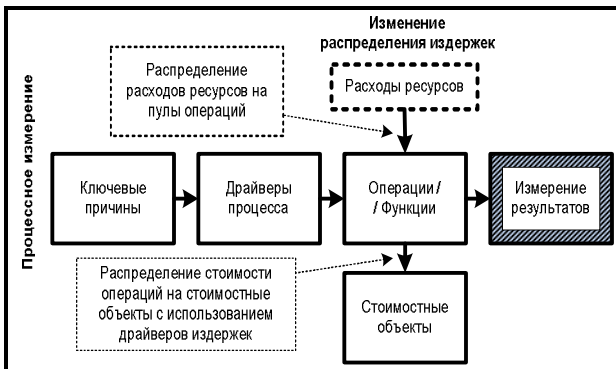 Изменение
распределения издержек
Распределение
расходов ресурсов на
пулы операций
Расходы ресурсов
Процессное измерение
Ключевые
причины
Драйверы
процесса
Операции /
/ Функции
Измерение
результатов
Распределение стоимости
операций на стоимостные
объекты с использованием
драйверов издержек
Стоимостные
объекты